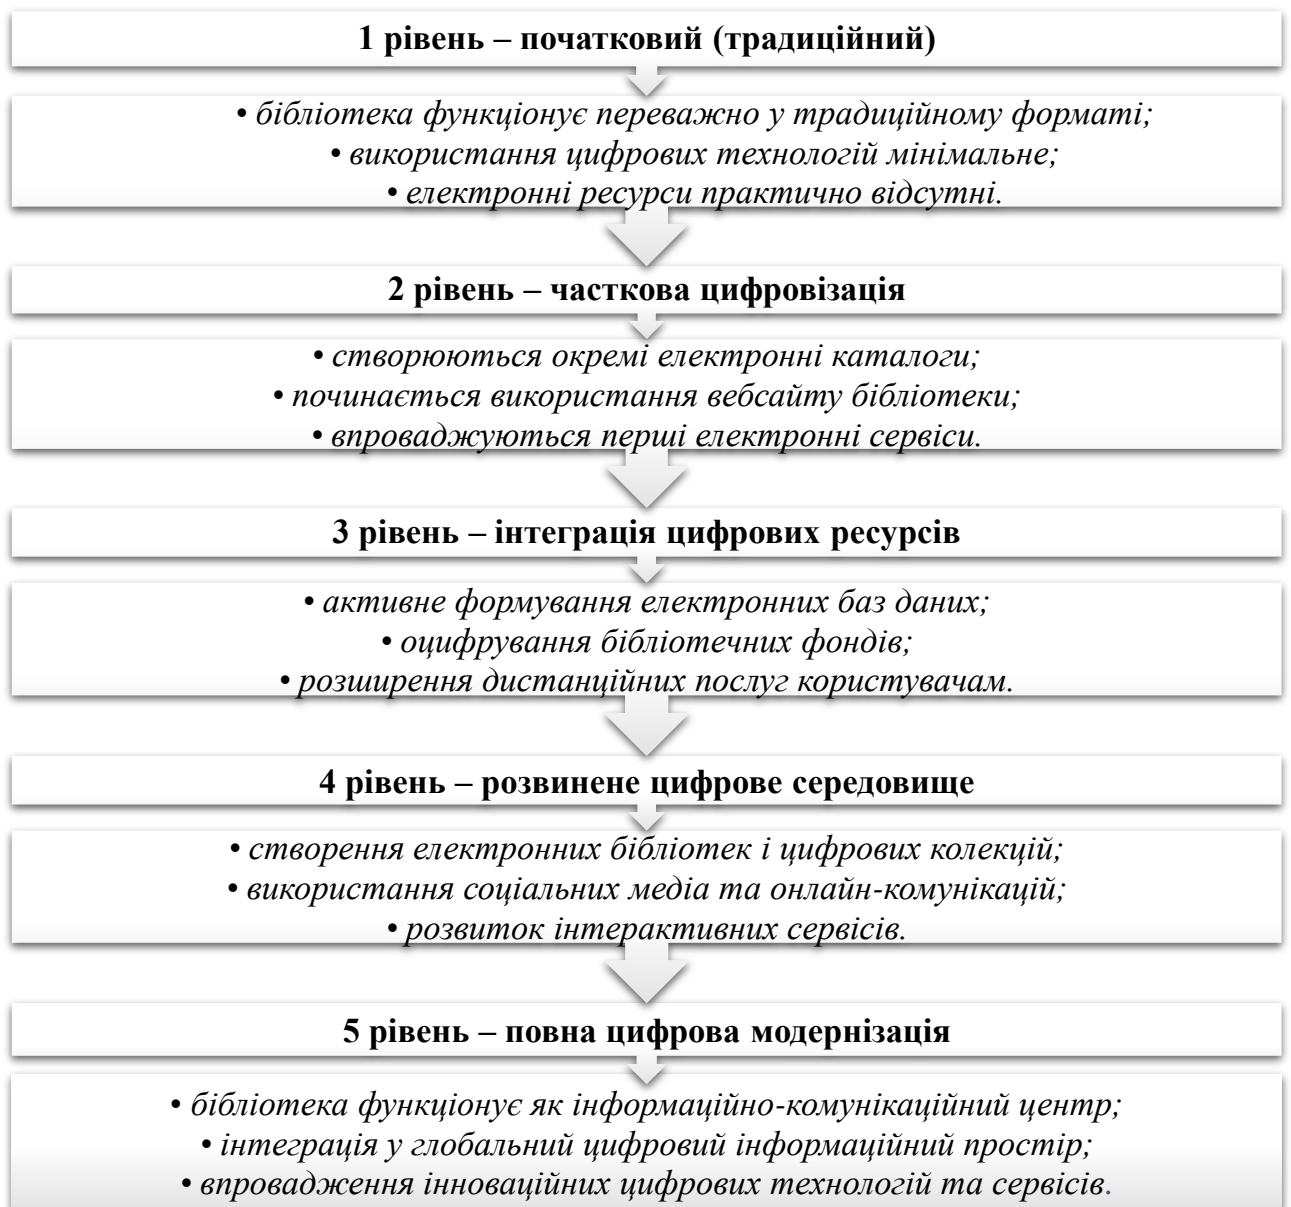 1 рівень – початковий (традиційний)
• бібліотека функціонує переважно у традиційному форматі;
• використання цифрових технологій мінімальне;
• електронні ресурси практично відсутні.
2 рівень – часткова цифровізація
• створюються окремі електронні каталоги;
• починається використання вебсайту бібліотеки;
• впроваджуються перші електронні сервіси.
3 рівень – інтеграція цифрових ресурсів
• активне формування електронних баз даних;
• оцифрування бібліотечних фондів;
• розширення дистанційних послуг користувачам.
4 рівень – розвинене цифрове середовище
• створення електронних бібліотек і цифрових колекцій;
• використання соціальних медіа та онлайн-комунікацій;
• розвиток інтерактивних сервісів.
5 рівень – повна цифрова модернізація
• бібліотека функціонує як інформаційно-комунікаційний центр;
• інтеграція у глобальний цифровий інформаційний простір;
• впровадження інноваційних цифрових технологій та сервісів.